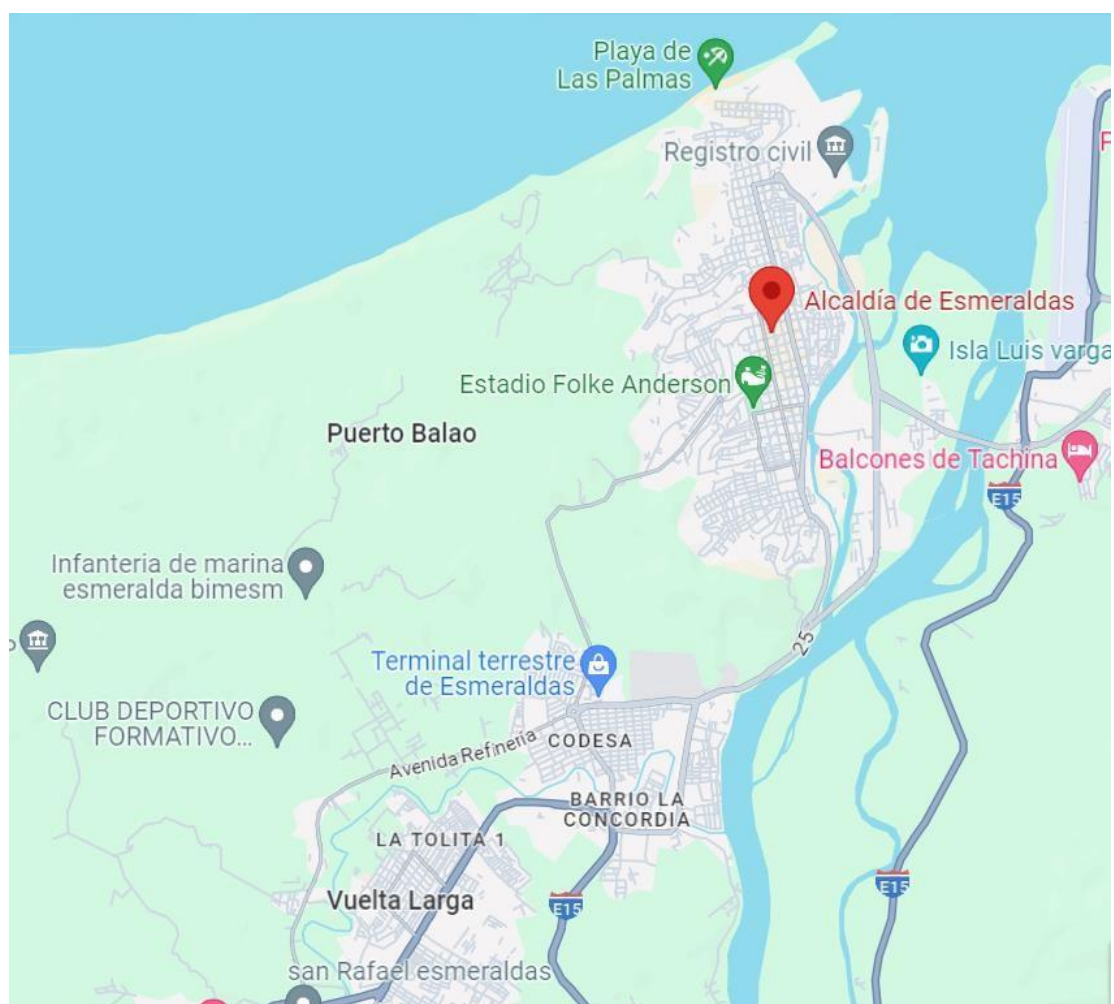 Playa de
Las Palmas
Registro civil
Alcaldía de Esmeraldas
Isla Luis varga
Estadio Folke Anderson
Puerto Balao
Balcones de Tachina
E15
Infanteria de marina
esmeralda bimesm
25
Terminal terrestre
de Esmeraldas
CLUB DEPORTIVO
FORMATIVO...
CODESA
Avenida Refineria
BARRIO LA
CONCORDIA
LA TOLITA 1
Vuelta Larga
E15
E15
san Rafael esmeraldas